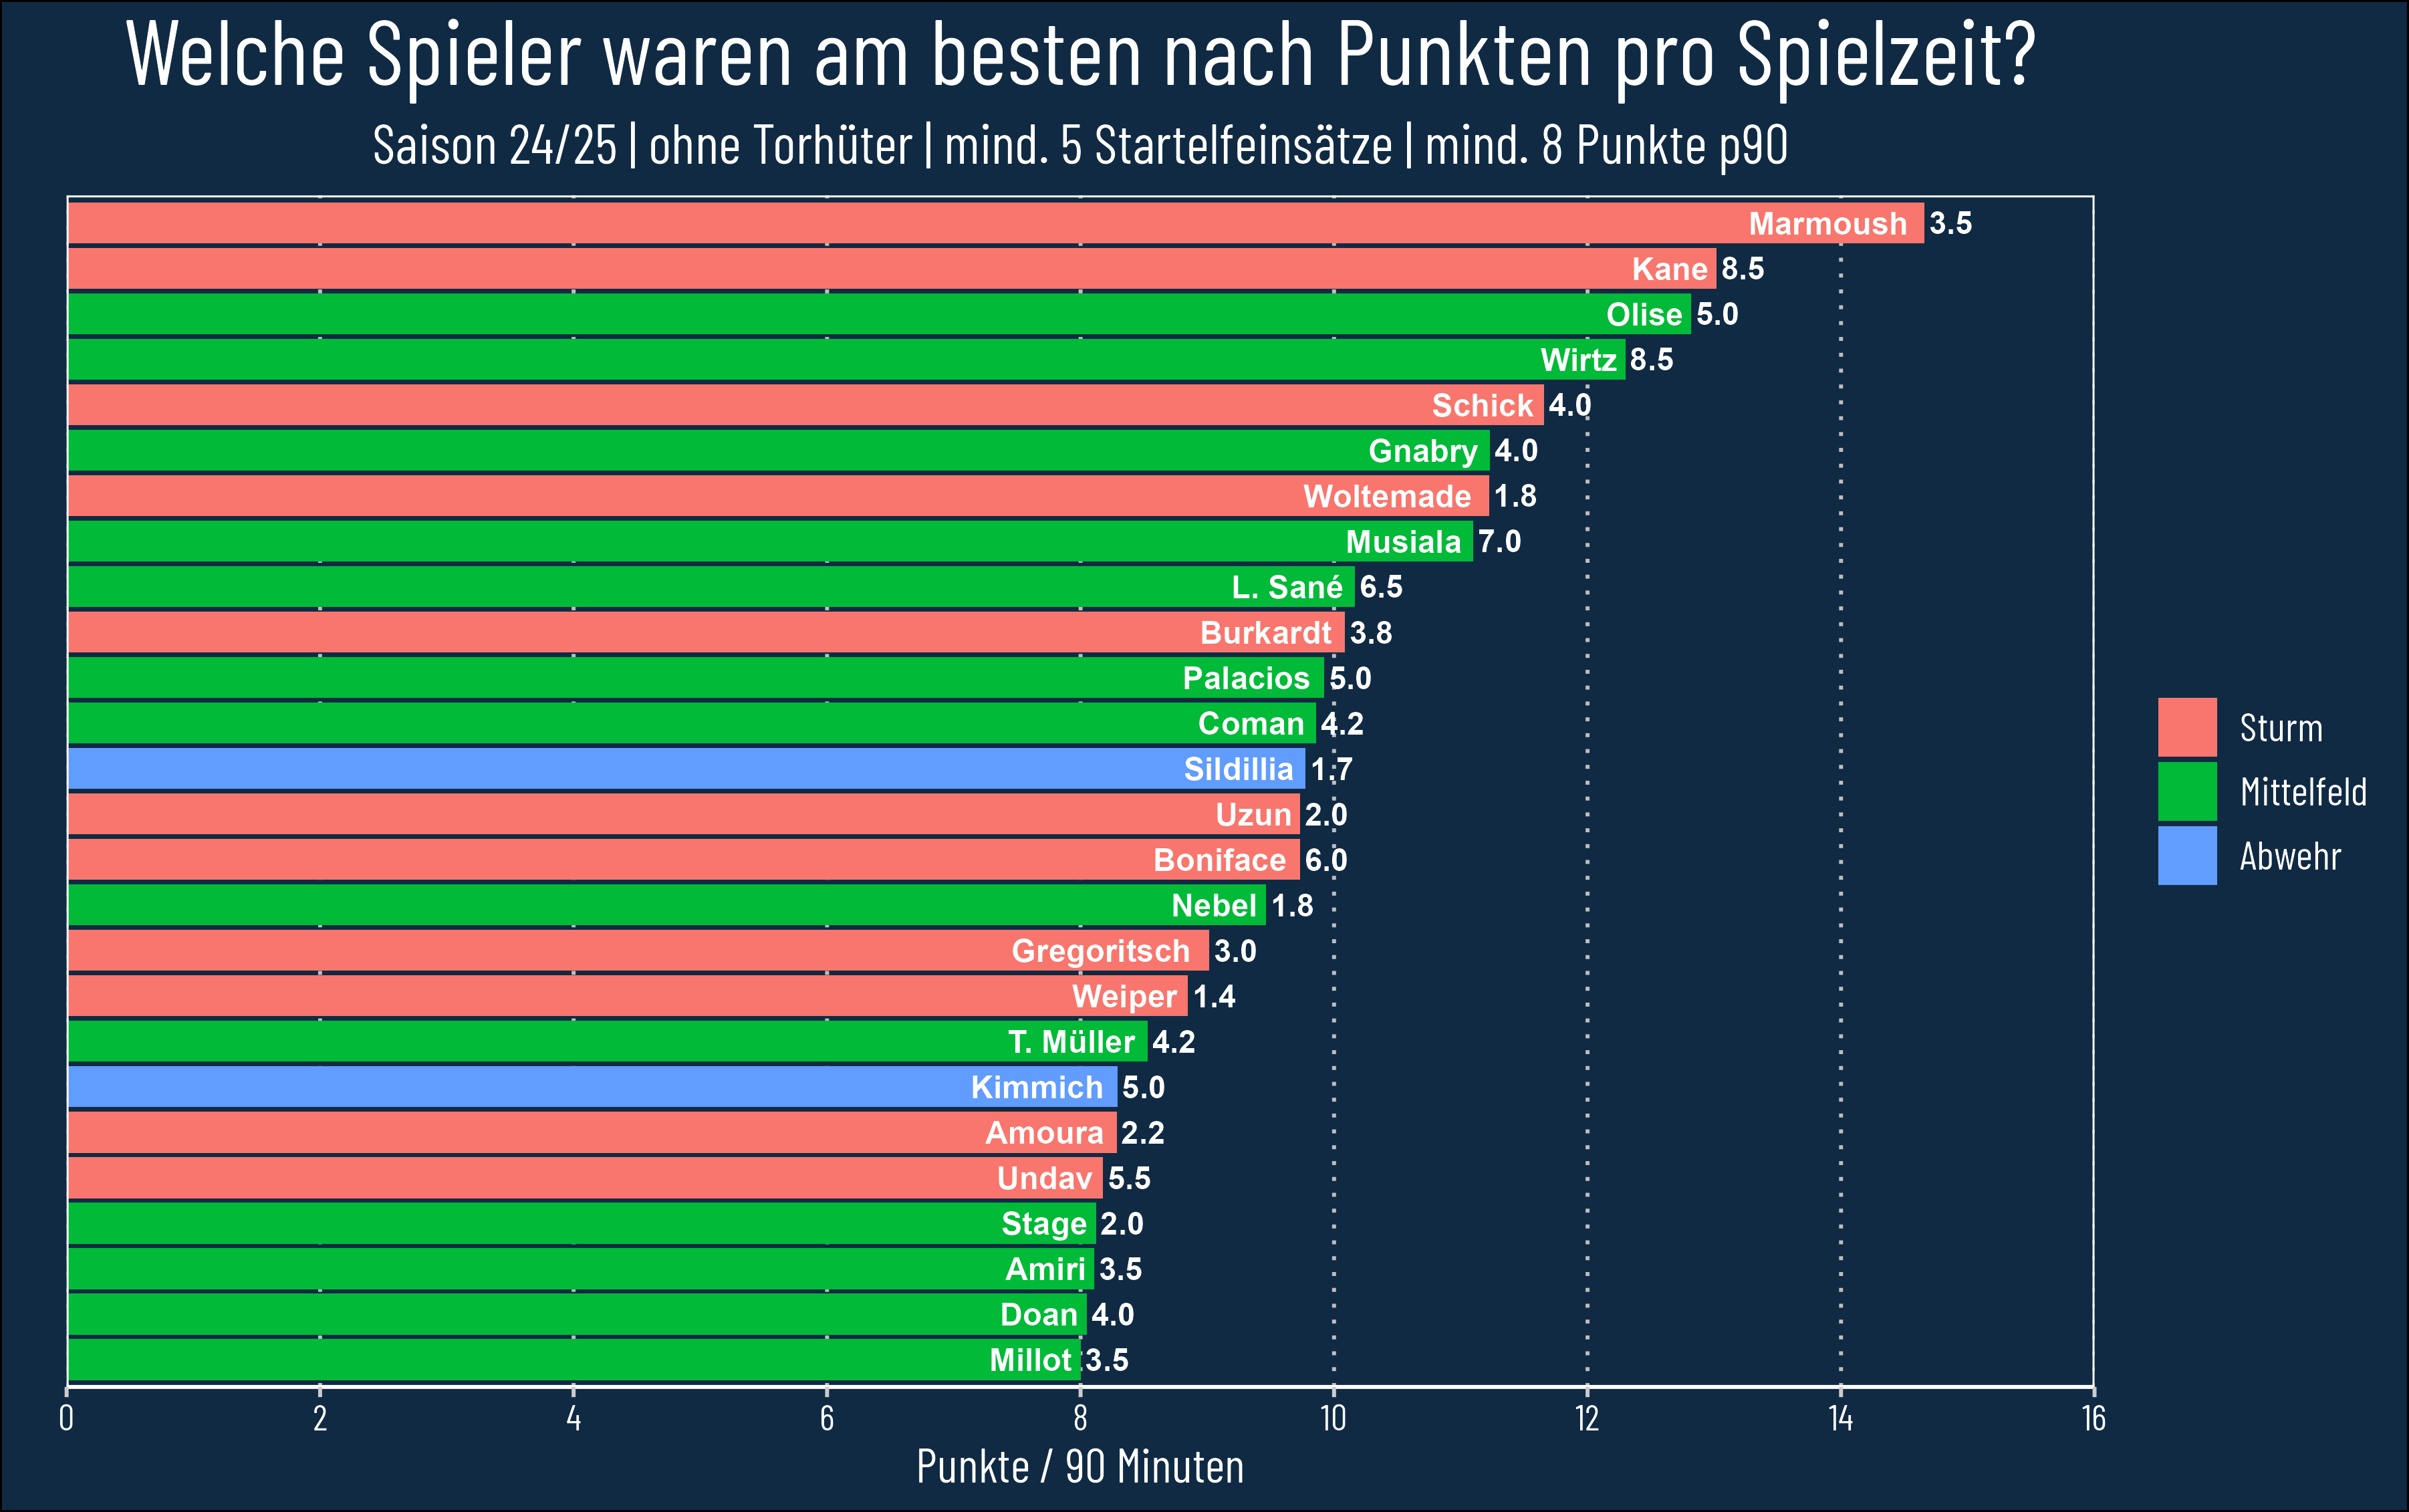 Welche Spieler waren am besten nach Punkten pro Spielzeit?
Saison 24/25 | ohne Torhüter | mind. 5 Startelfeinsätze | mind. 8 Punkte p90
Marmoush 3.5
Kane 8.5
Olise 5.0
Wirtz 8.5
Schick 4.0
Gnabry 4.0
Woltemade 1.8
Musiala 7.0
L. Sané 6.5
Burkardt 3.8
Palacios 5.0
Coman 4.2
Sildillia 1.7
Uzun 2.0
Boniface 6.0
Nebel 1.8
Gregoritsch 3.0
Weiper 1.4
T. Müller 4.2
Kimmich 5.0
Amoura 2.2
Undav 5.5
Stage 2.0
Amiri 3.5
Doan 4.0
Millot 3.5
0 2 4 6 8 10 12 14 16
Punkte / 90 Minuten
Sturm
Mittelfeld
Abwehr